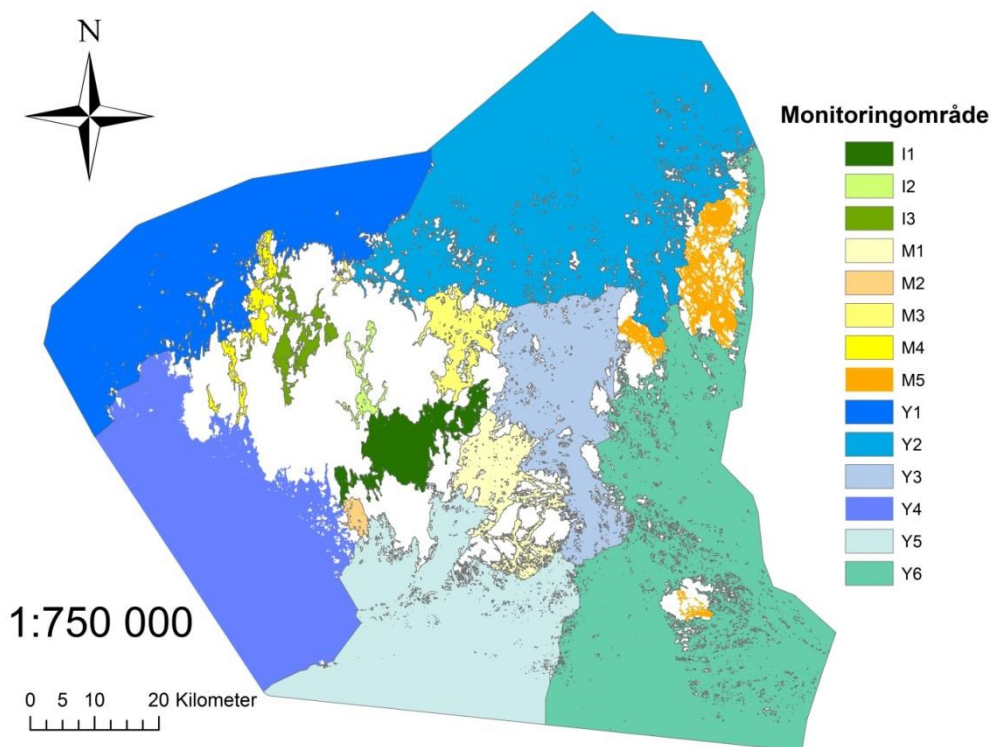 N
Monitoringområde
I1
I2
I3
M1
M2
M3
M4
M5
Y1
Y2
Y3
Y4
Y5
Y6
1:750 000
0 5 10 20 Kilometer